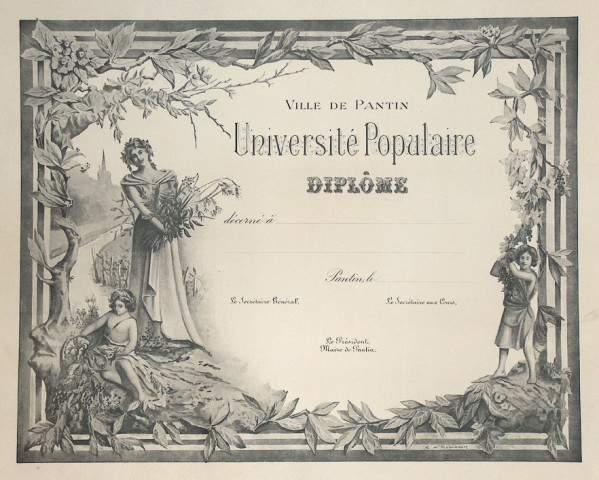 VILLE DE PANTIN
Université Populaire
DIPLÔME
décerné à
Pantin, le
Le Secrétaire Général,
Le Secrétaire aux Cours,
Le Président,
Maire de Pantin.